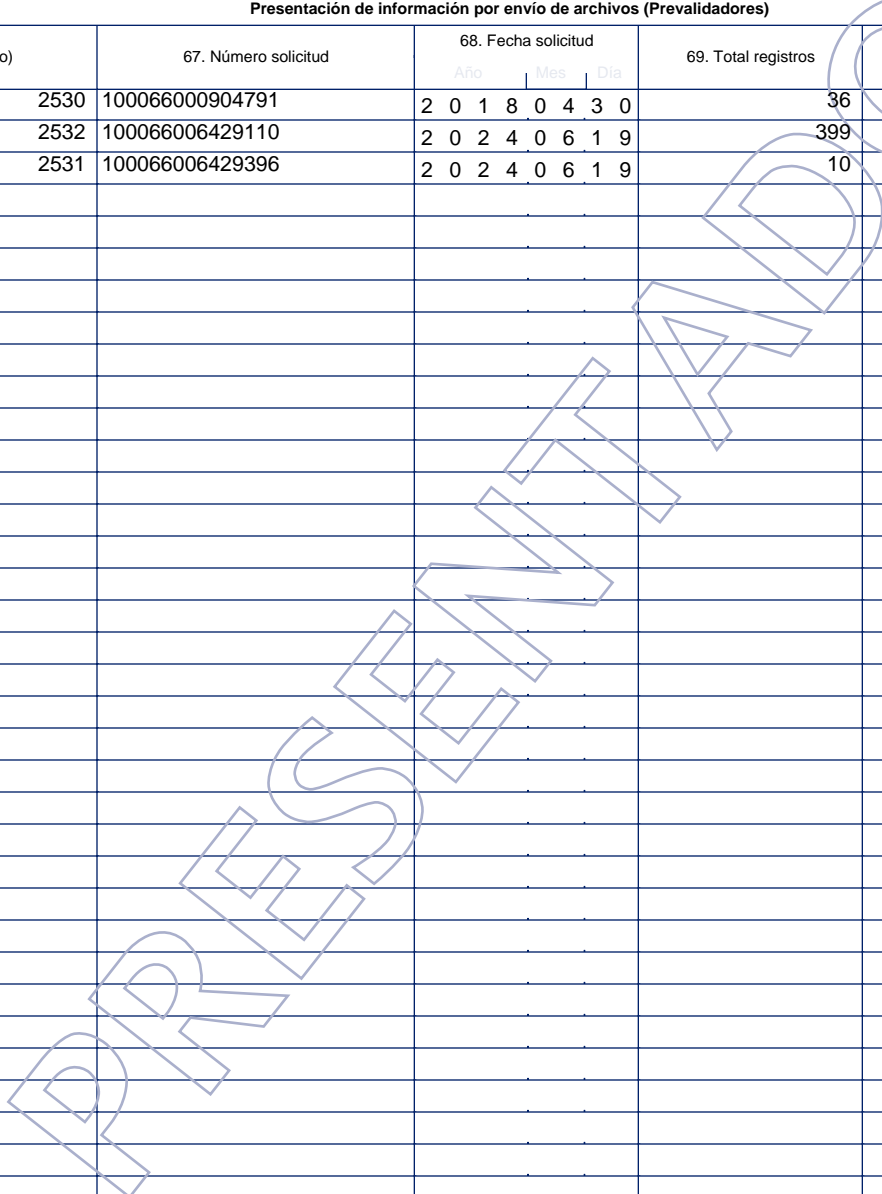 Presentación de información por envío de archivos (Prevalidadores)
o) 67. Número solicitud 68. Fecha solicitud 69. Total registros
Año Mes Día
2530 100066000904791 2 0 1 8 0 4 3 0 36
2532 100066006429110 2 0 2 4 0 6 1 9 399
2531 100066006429396 2 0 2 4 0 6 1 9 10
PRESENTADO